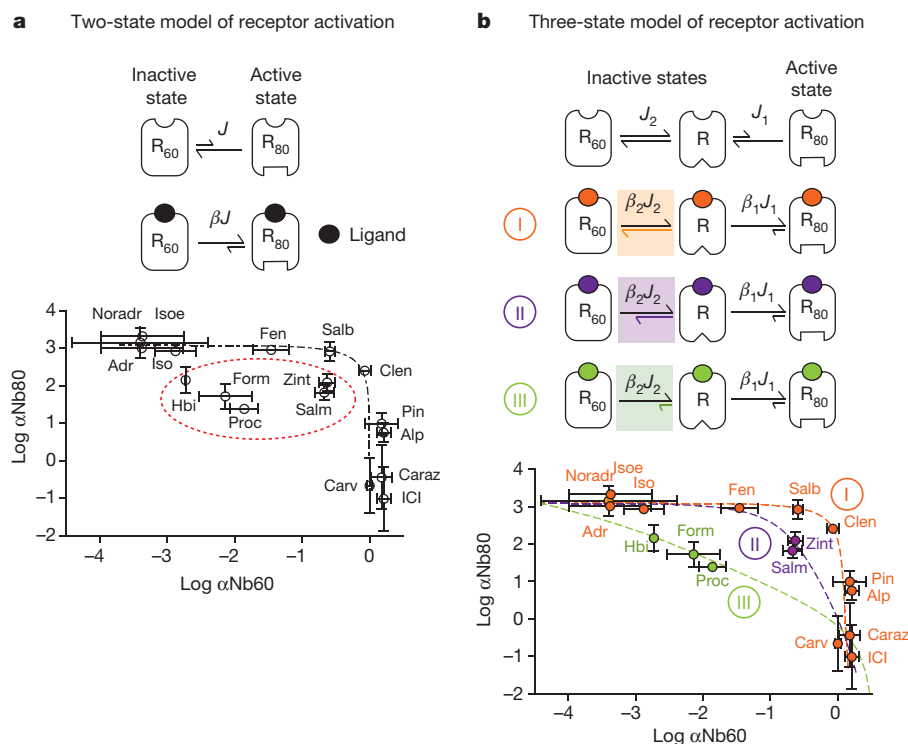 a Two-state model of receptor activation
Inactive state
Active state
R60 J R80
R60 βJ R80 Ligand
Log αNb80
4
3
2
1
0
−1
−2
Noradr Isoe
Adr Iso
Fen Salb
Clen
Hbi Form Proc
Zint
Salm
Pin
Alp
Carv
Caraz
ICI
−4 −3 −2 −1 0 1
Log αNb60
b Three-state model of receptor activation
Inactive states
Active state
R60 J2 R J1 R80
I R60 β2J2 R β1J1 R80
II R60 β2J2 R β1J1 R80
III R60 β2J2 R β1J1 R80
Log αNb80
4
3
2
1
0
−1
−2
Noradr Isoe
Iso
Adr
Fen Salb
I
Clen
Hbi Form
Proc
II
Zint
Salm
III
Pin
Alp
Carv
Caraz
ICI
−4 −3 −2 −1 0
Log αNb60